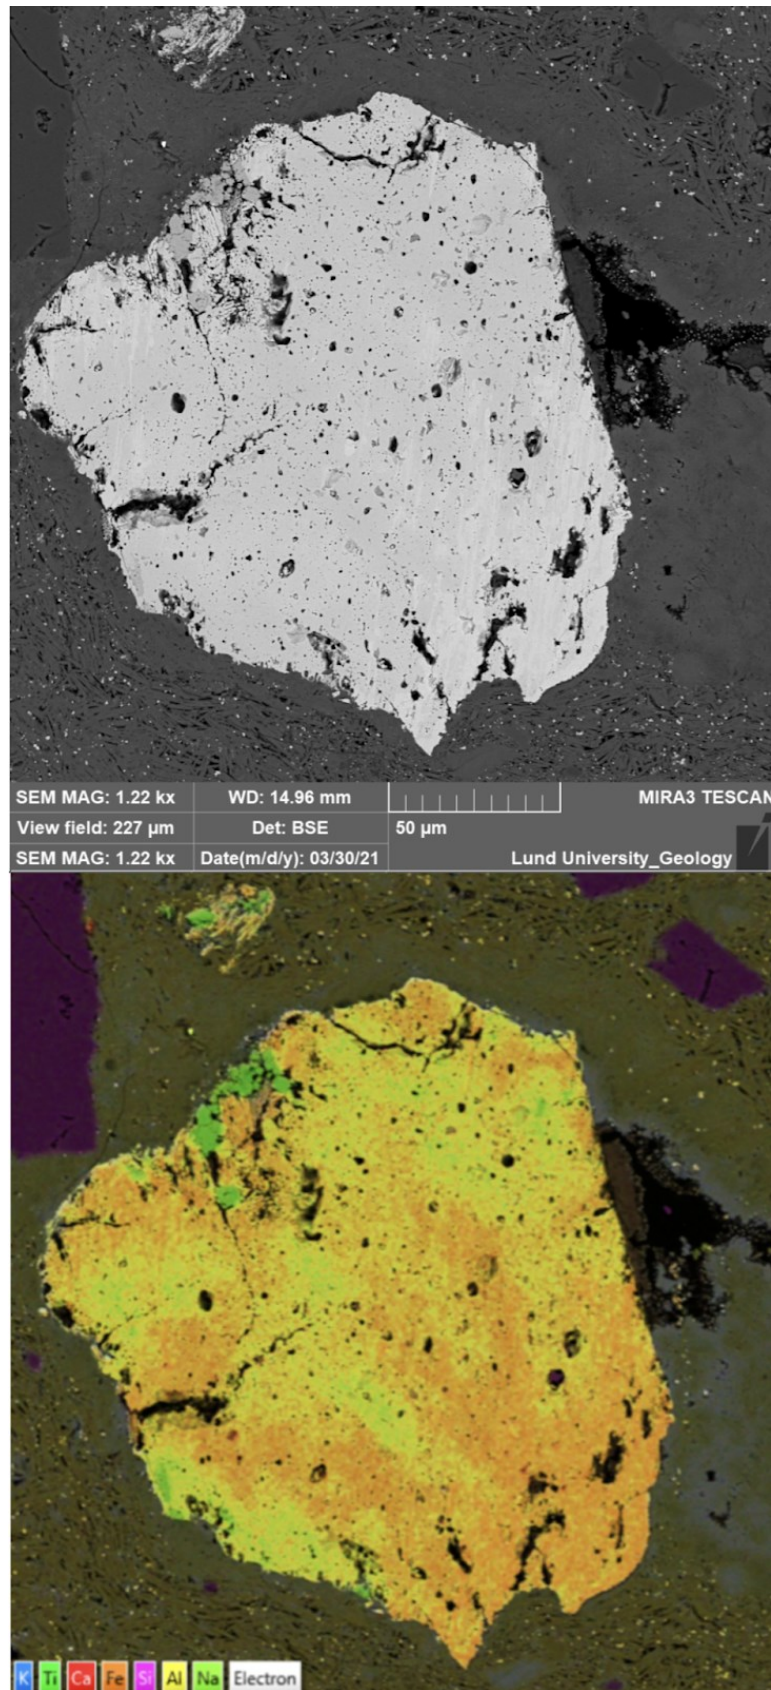 SEM MAG: 1.22 kx WD: 14.96 mm MIRA3 TESCAN
View field: 227 µm Det: BSE 50 µm
SEM MAG: 1.22 kx Date(m/d/y): 03/30/21 Lund University_Geology
K Ti Ca Fe Si Al Na Electron